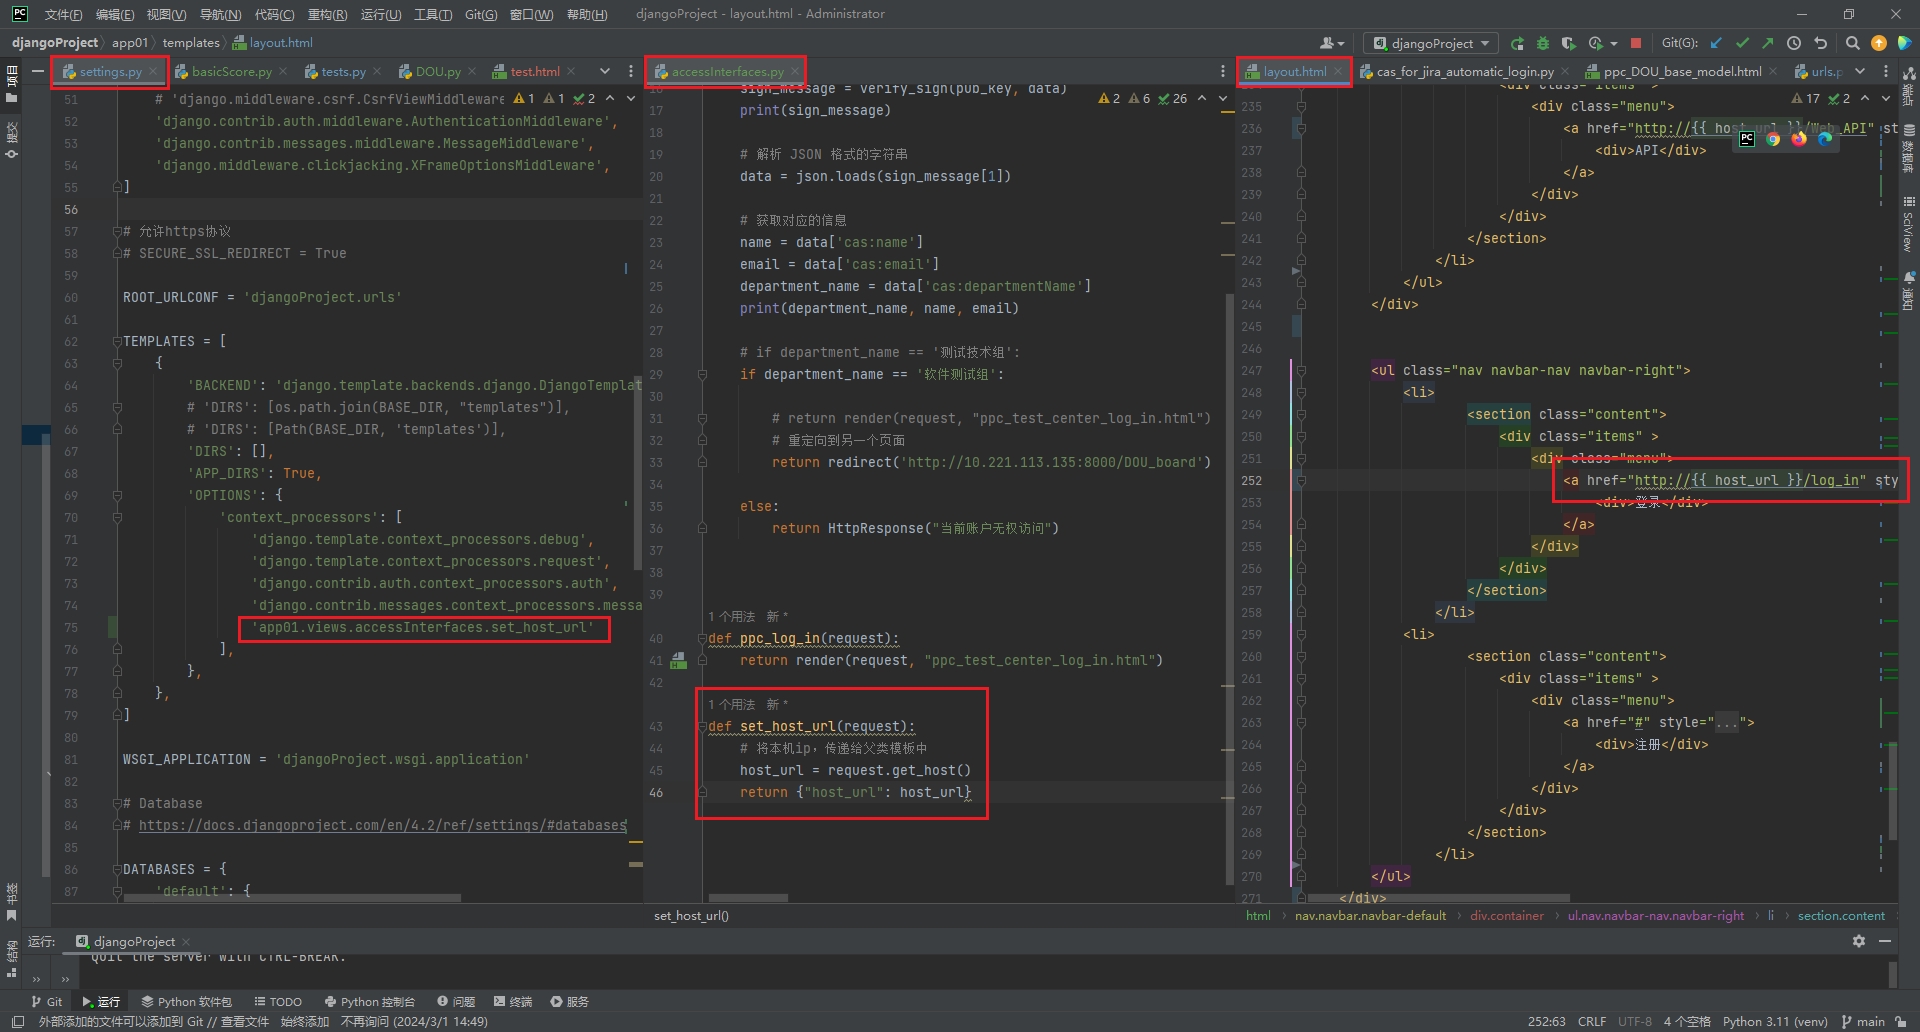 文件(F) 编辑(E) 视图(V) 导航(N) 代码(C) 重构(R) 运行(U) 工具(T) Git(G) 窗口(W) 帮助(H) djangoProject - layout.html - Administrator
djangoProject app01 templates layout.html
djangoProject Git(G):
settings.py basicScore.py tests.py DOU.py test.html
51 # 'django.middleware.csrf.CsrfViewMiddleware 1 1 2
52 'django.contrib.auth.middleware.AuthenticationMiddleware',
53 'django.contrib.messages.middleware.MessageMiddleware',
54 'django.middleware.clickjacking.XFrameOptionsMiddleware',
55 ]
56
57 # 允许https协议
58 # SECURE_SSL_REDIRECT = True
59
60 ROOT_URLCONF = 'djangoProject.urls'
61
62 TEMPLATES = [
63 {
64 'BACKEND': 'django.template.backends.django.DjangoTemplat
65 # 'DIRS': [os.path.join(BASE_DIR, "templates")],
66 # 'DIRS': [Path(BASE_DIR, 'templates')],
67 'DIRS': [],
68 'APP_DIRS': True,
69 'OPTIONS': {
70 'context_processors': [
71 'django.template.context_processors.debug',
72 'django.template.context_processors.request',
73 'django.contrib.auth.context_processors.auth',
74 'django.contrib.messages.context_processors.messa
75 'app01.views.accessInterfaces.set_host_url'
76 ],
77 },
78 },
79 ]
80
81 WSGI_APPLICATION = 'djangoProject.wsgi.application'
82
83 # Database
84 # https://docs.djangoproject.com/en/4.2/ref/settings/#databases
85
86 DATABASES = {
87 'default': {
accessInterfaces.py
16 sign_message = verify_sign(pub_key, data) 2 6 26
17 print(sign_message)
18
19 # 解析 JSON 格式的字符串
20 data = json.loads(sign_message[1])
21
22 # 获取对应的信息
23 name = data['cas:name']
24 email = data['cas:email']
25 department_name = data['cas:departmentName']
26 print(department_name, name, email)
27
28 # if department_name == '测试技术组':
29 if department_name == '软件测试组':
30
31 # return render(request, "ppc_test_center_log_in.html")
32 # 重定向到另一个页面
33 return redirect('http://10.221.113.135:8000/DOU_board')
34
35 else:
36 return HttpResponse("当前账户无权访问")
37
38
39
1 个用法 新 *
40 def ppc_log_in(request):
41 return render(request, "ppc_test_center_log_in.html")
42
1 个用法 新 *
43 def set_host_url(request):
44 # 将本机ip，传递给父类模板中
45 host_url = request.get_host()
46 return {"host_url": host_url}
set_host_url()
layout.html cas_for_jira_automatic_login.py ppc_DOU_base_model.html urls.p
<div class="items" 17 2
235 <div class="menu">
236 <a href="http://{{ host_url }}/Web_API" st
237 <div>API</div>
238 </a>
239 </div>
240 </div>
241 </section>
242 </li>
243 </ul>
244 </div>
245
246
247 <ul class="nav navbar-nav navbar-right">
248 <li>
249 <section class="content">
250 <div class="items" >
251 <div class="menu">
252 <a href="http://{{ host_url }}/log_in" sty
253 <div>登录</div>
254 </a>
255 </div>
256 </div>
257 </section>
258 </li>
259 <li>
260 <section class="content">
261 <div class="items" >
262 <div class="menu">
263 <a href="#" style="...">
264 <div>注册</div>
265 </a>
266 </div>
267 </div>
268 </section>
269 </li>
270 </ul>
271 </div>
html nav.navbar.navbar-default div.container ul.nav.navbar-nav.navbar-right li section.content
项目
提交
书签
结构
端点
数据库
SciView
通知
运行: djangoProject
Quit the server with CTRL-BREAK.
Git 运行 Python 软件包 TODO Python 控制台 问题 终端 服务
外部添加的文件可以添加到 Git // 查看文件 始终添加 不再询问 (2024/3/1 14:49) 252:63 CRLF UTF-8 4 个空格 Python 3.11 (venv) main